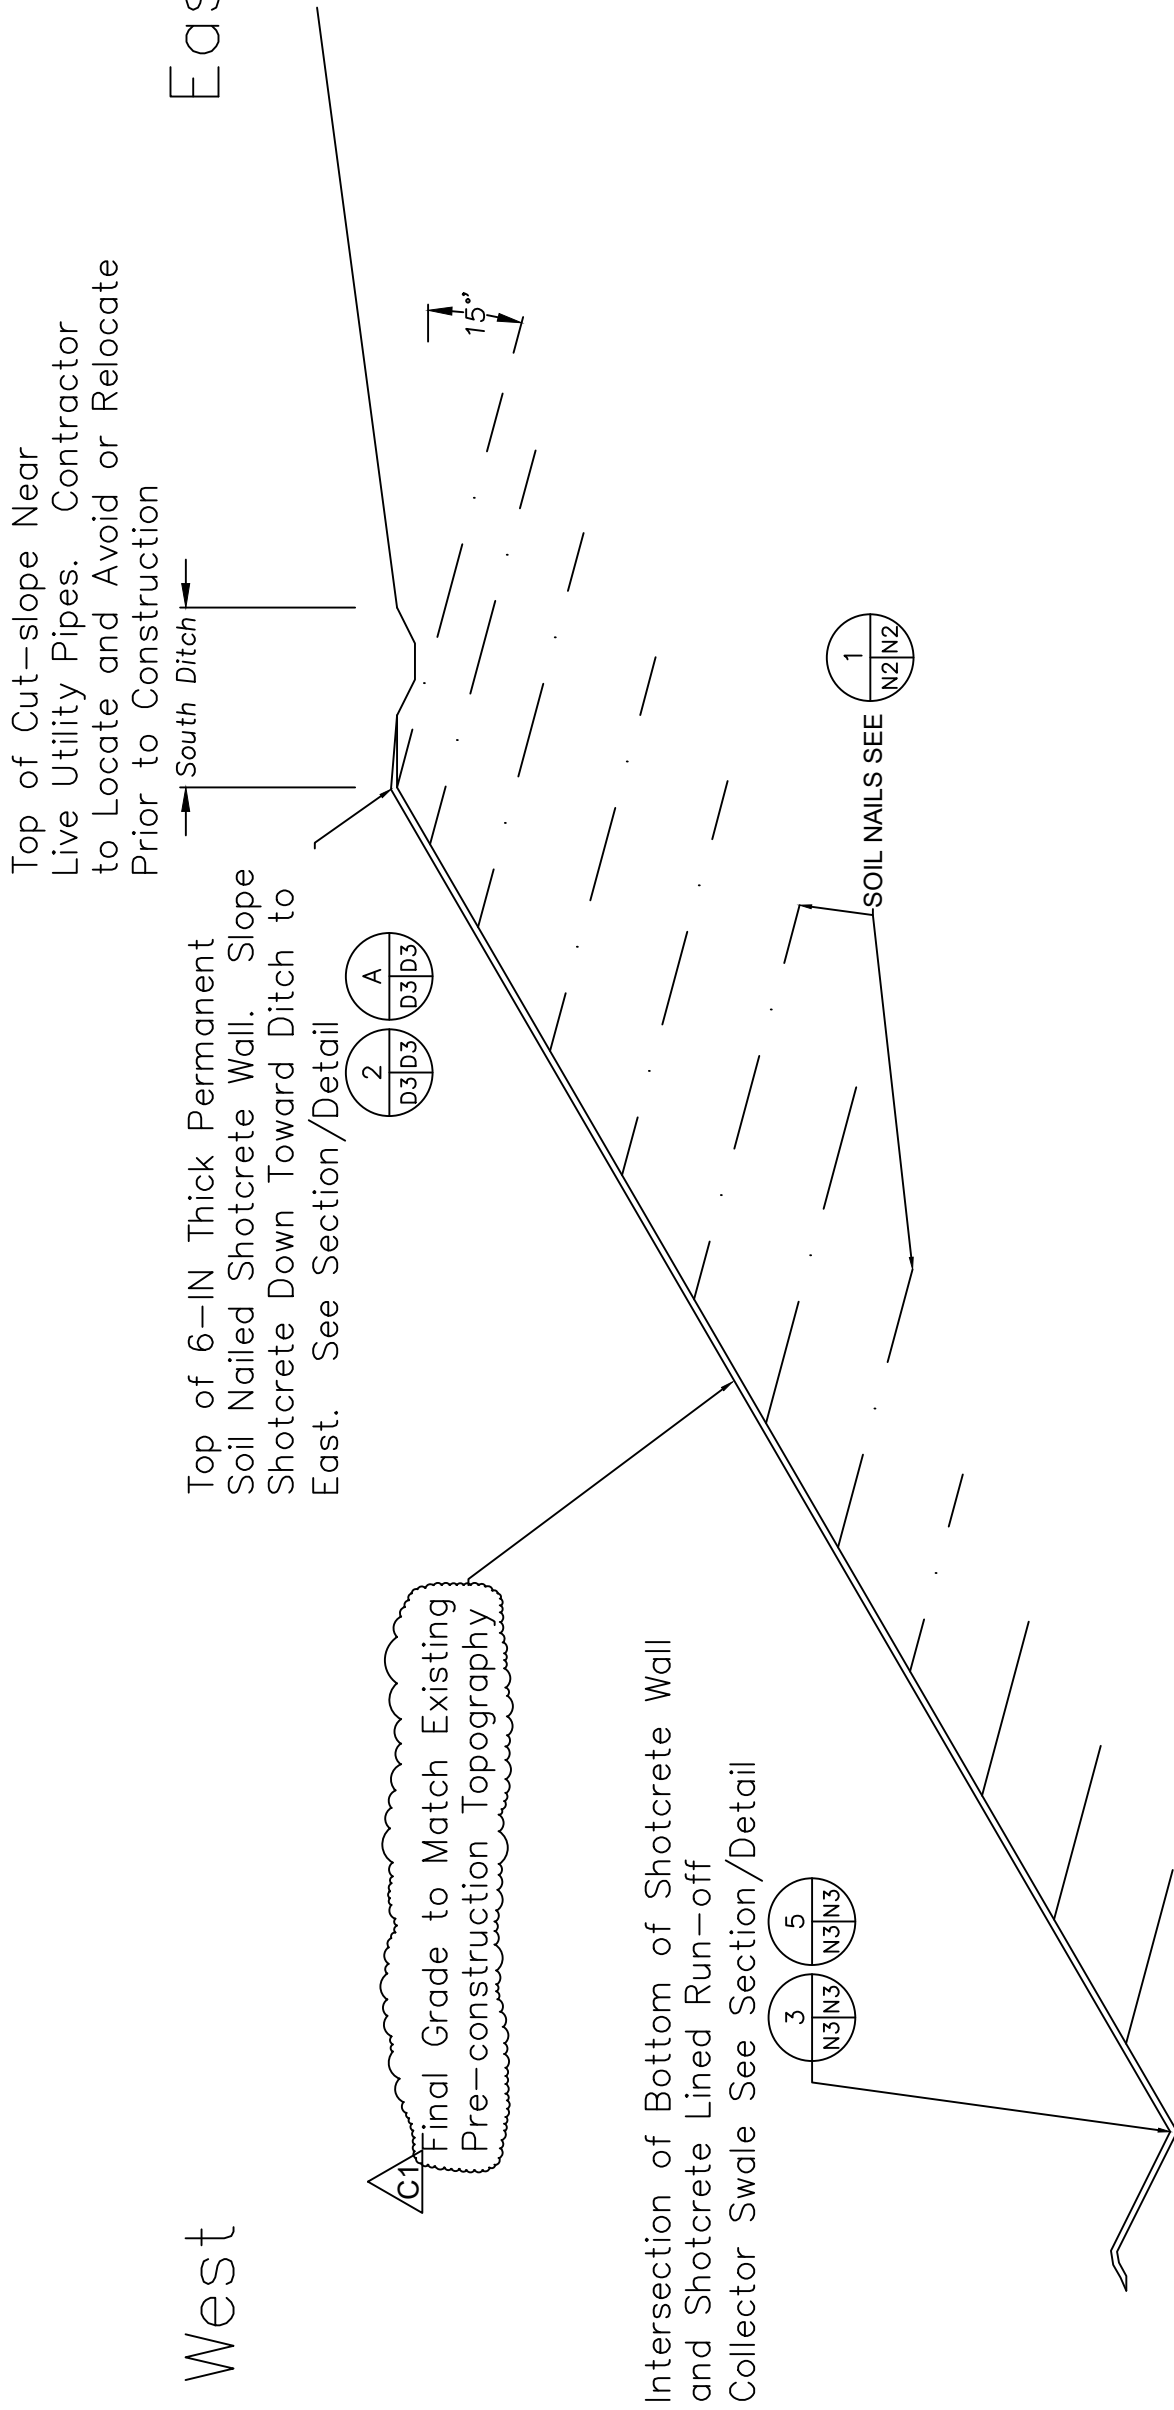 Top of Cut-slope Near
Live Utility Pipes. Contractor
to Locate and Avoid or Relocate
Prior to Construction
South Ditch
West
Eas
Top of 6-IN Thick Permanent
Soil Nailed Shotcrete Wall. Slope
Shotcrete Down Toward Ditch to
East. See Section/Detail
2
D3 D3
A
D3 D3
15°
C1
Final Grade to Match Existing
Pre-construction Topography
Intersection of Bottom of Shotcrete Wall
and Shotcrete Lined Run-off
Collector Swale See Section/Detail
3
N3 N3
5
N3 N3
SOIL NAILS SEE
1
N2 N2